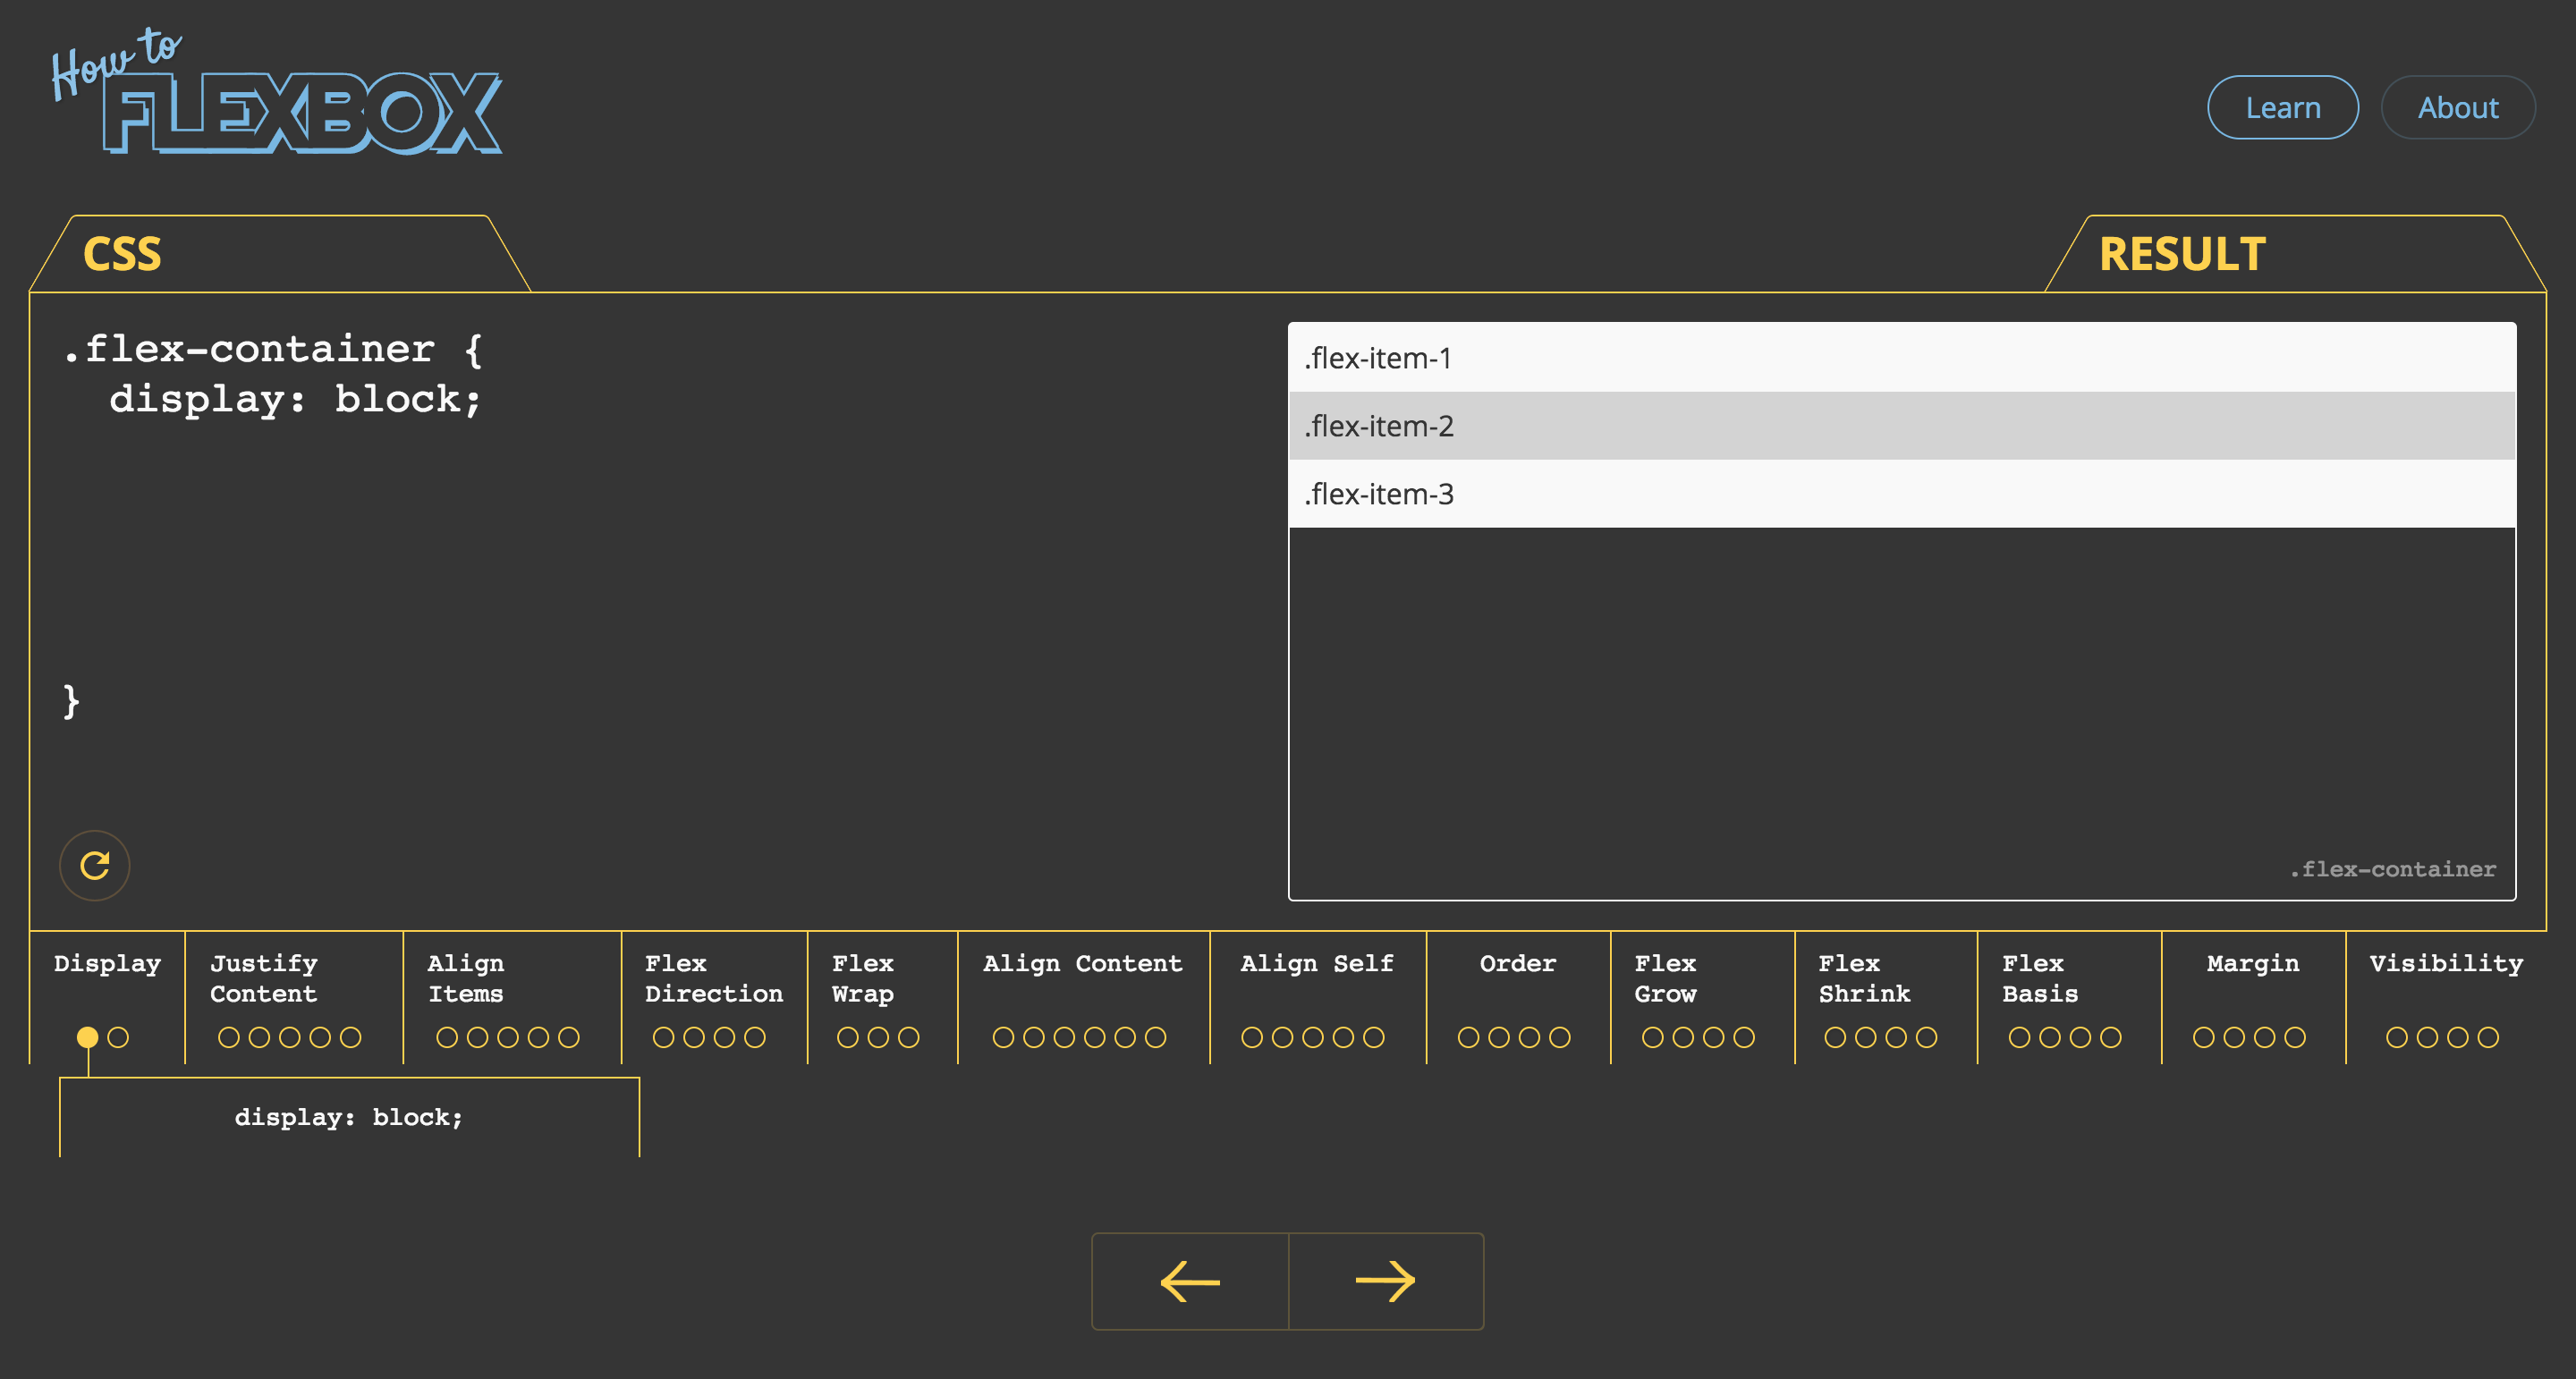 How to
FLEXBOX
Learn
About
CSS
RESULT
.flex-container {
  display: block;
}
.flex-item-1
.flex-item-2
.flex-item-3
.flex-container
Display
Justify
Content
Align
Items
Flex
Direction
Flex
Wrap
Align Content
Align Self
Order
Flex
Grow
Flex
Shrink
Flex
Basis
Margin
Visibility
display: block;